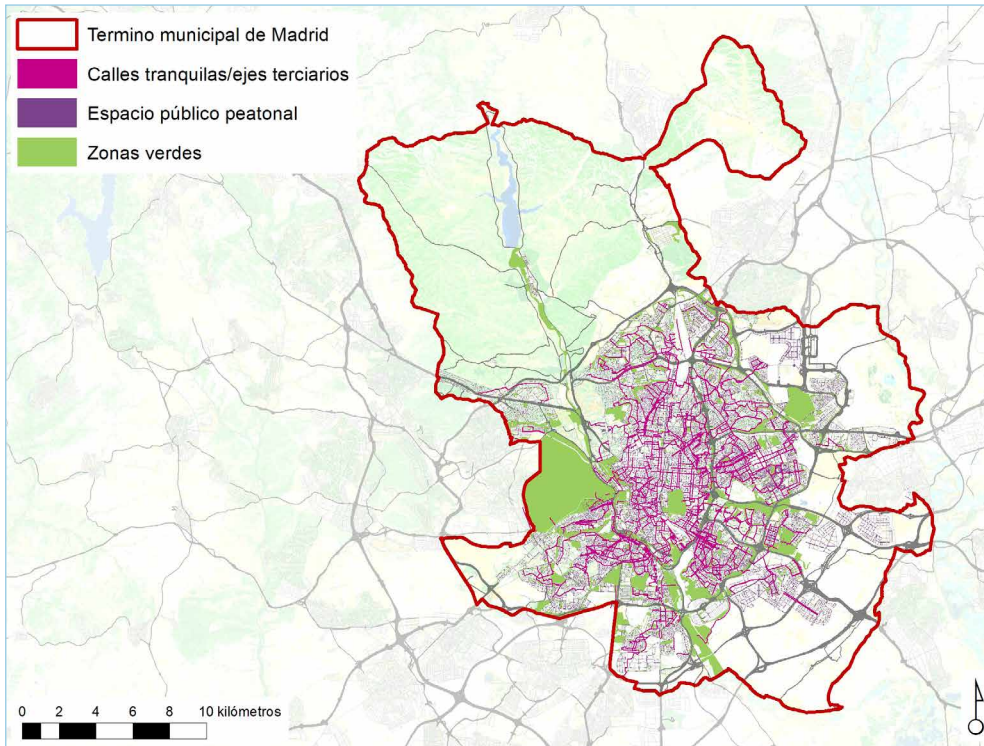 Termino municipal de Madrid
Calles tranquilas/ejes terciarios
Espacio público peatonal
Zonas verdes
0 2 4 6 8 10 kilómetros